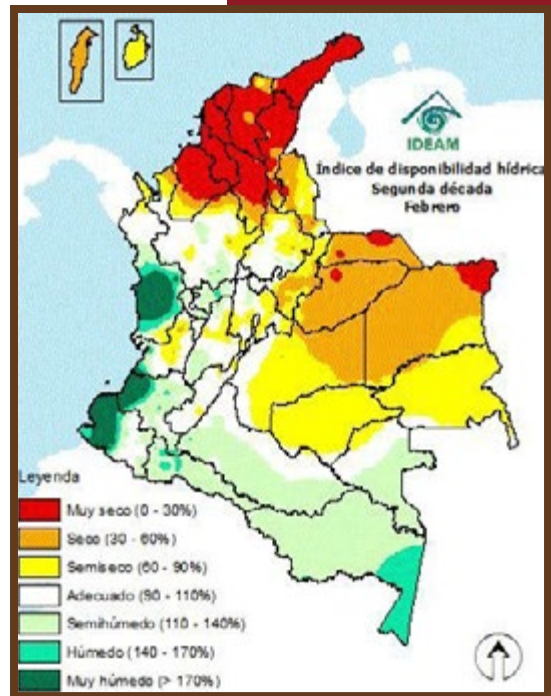 IDEAM
Índice de disponibilidad hídrica
Segunda década
Febrero
Leyenda
Muy seco (0 - 30%)
Seco (30 - 60%)
Semiseco (60 - 90%)
Adecuado (90 - 110%)
Semihúmedo (110 - 140%)
Húmedo (140 - 170%)
Muy húmedo (> 170%)